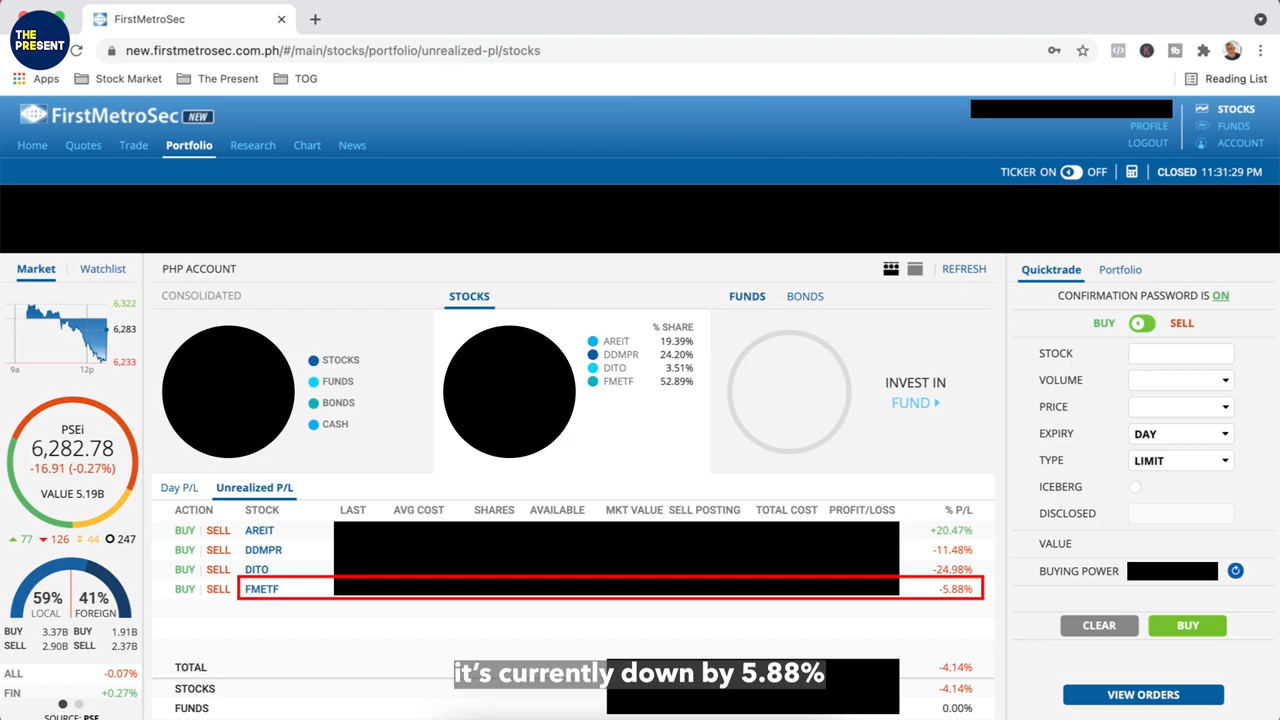 THE
PRESENT
FirstMetroSec
new.firstmetrosec.com.ph/#/main/stocks/portfolio/unrealized-pl/stocks
Apps Stock Market The Present TOG Reading List
FirstMetroSec NEW
STOCKS
PROFILE FUNDS
LOGOUT ACCOUNT
Home Quotes Trade Portfolio Research Chart News
TICKER ON OFF CLOSED 11:31:29 PM
Market Watchlist
6,322
6,283
6,233
9a 12p
PSEi
6,282.78
-16.91 (-0.27%)
VALUE 5.19B
77 126 44 247
59% 41%
LOCAL FOREIGN
BUY 3.37B BUY 1.91B
SELL 2.90B SELL 2.37B
ALL -0.07%
FIN +0.27%
SOURCE: PSE
PHP ACCOUNT REFRESH
CONSOLIDATED STOCKS FUNDS BONDS
STOCKS
FUNDS
BONDS
CASH
% SHARE
AREIT 19.39%
DDMPR 24.20%
DITO 3.51%
FMETF 52.89%
INVEST IN
FUND
Day P/L Unrealized P/L
ACTION STOCK LAST AVG COST SHARES AVAILABLE MKT VALUE SELL POSTING TOTAL COST PROFIT/LOSS % P/L
BUY SELL AREIT +20.47%
BUY SELL DDMPR -11.48%
BUY SELL DITO -24.98%
BUY SELL FMETF -5.88%
TOTAL -4.14%
STOCKS -4.14%
FUNDS 0.00%
it's currently down by 5.88%
Quicktrade Portfolio
CONFIRMATION PASSWORD IS ON
BUY SELL
STOCK
VOLUME
PRICE
EXPIRY DAY
TYPE LIMIT
ICEBERG
DISCLOSED
VALUE
BUYING POWER
CLEAR BUY
VIEW ORDERS